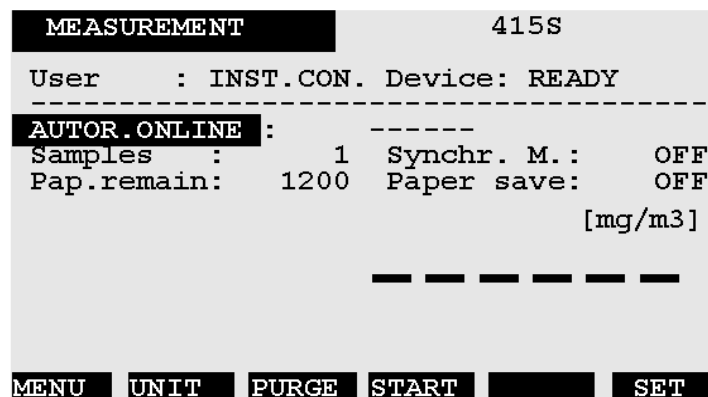 MEASUREMENT 415S
User : INST.CON. Device: READY
--------------------------------------
AUTOR.ONLINE : ------
Samples : 1 Synchr. M.: OFF
Pap.remain: 1200 Paper save: OFF
[mg/m3]
— — — — — —
MENU UNIT PURGE START SET